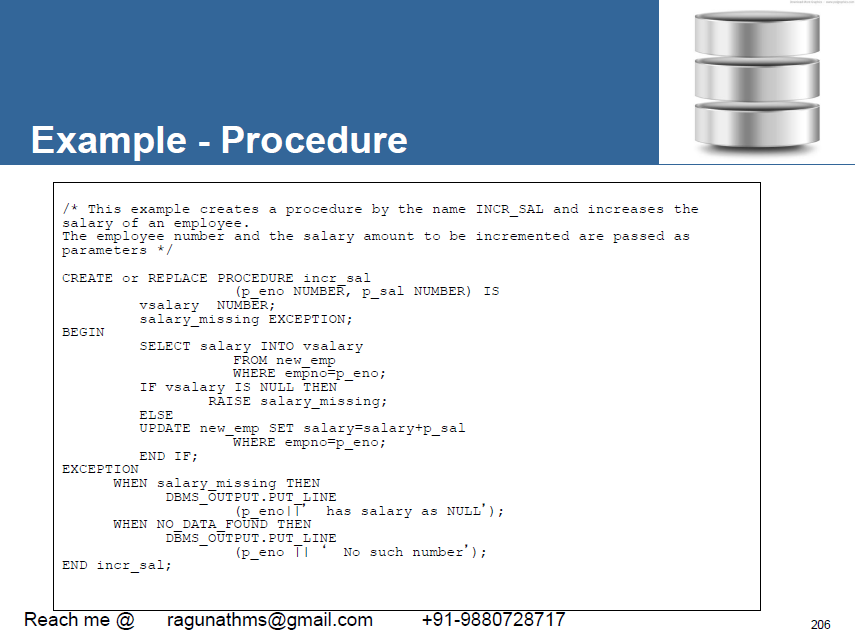 Example - Procedure
/* This example creates a procedure by the name INCR_SAL and increases the
salary of an employee.
The employee number and the salary amount to be incremented are passed as
parameters */
CREATE or REPLACE PROCEDURE incr_sal
(p_eno NUMBER, p_sal NUMBER) IS
vsalary  NUMBER;
salary_missing EXCEPTION;
BEGIN
SELECT salary INTO vsalary
FROM new_emp
WHERE empno=p_eno;
IF vsalary IS NULL THEN
RAISE salary_missing;
ELSE
UPDATE new_emp SET salary=salary+p_sal
WHERE empno=p_eno;
END IF;
EXCEPTION
WHEN salary_missing THEN
DBMS_OUTPUT.PUT_LINE
(p_eno||'  has salary as NULL');
WHEN NO_DATA_FOUND THEN
DBMS_OUTPUT.PUT_LINE
(p_eno || ‘  No such number’);
END incr_sal;
Reach me @ ragunathms@gmail.com +91-9880728717
206